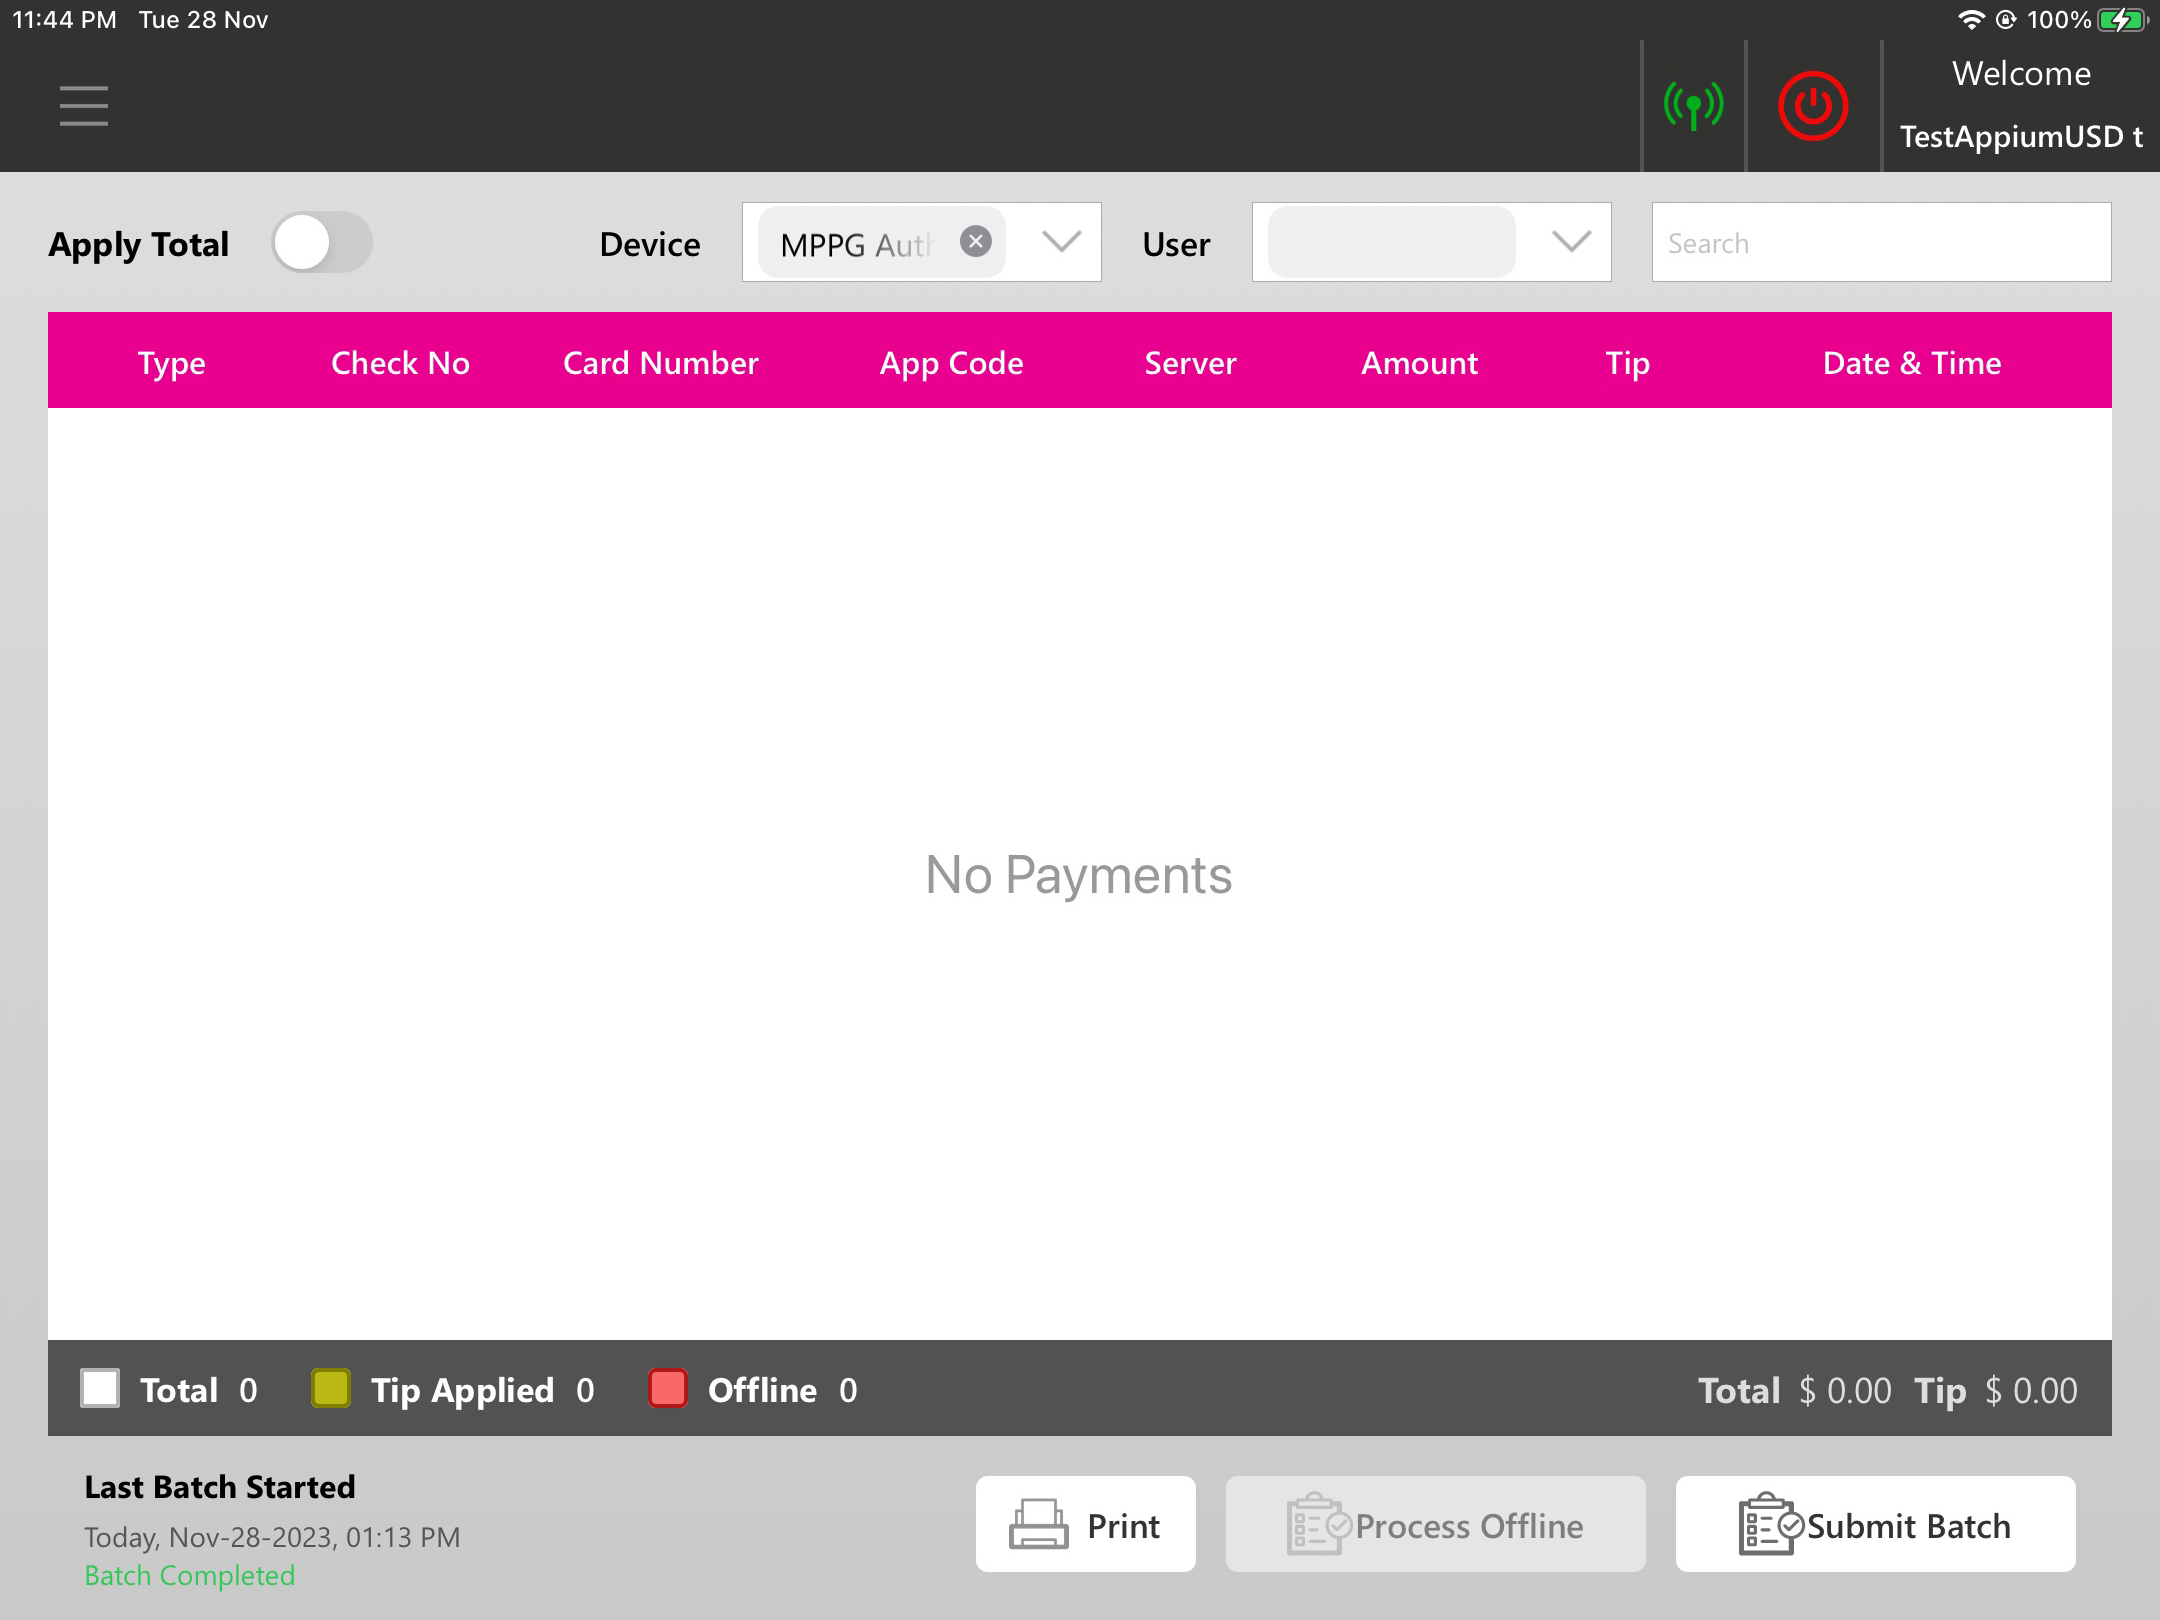 11:44 PM Tue 28 Nov
100%
Welcome
TestAppiumUSD t
Apply Total
Device
MPPG Auth
User
Search
Type Check No Card Number App Code Server Amount Tip Date & Time
No Payments
Total 0 Tip Applied 0 Offline 0 Total $ 0.00 Tip $ 0.00
Last Batch Started
Today, Nov-28-2023, 01:13 PM
Batch Completed
Print
Process Offline
Submit Batch